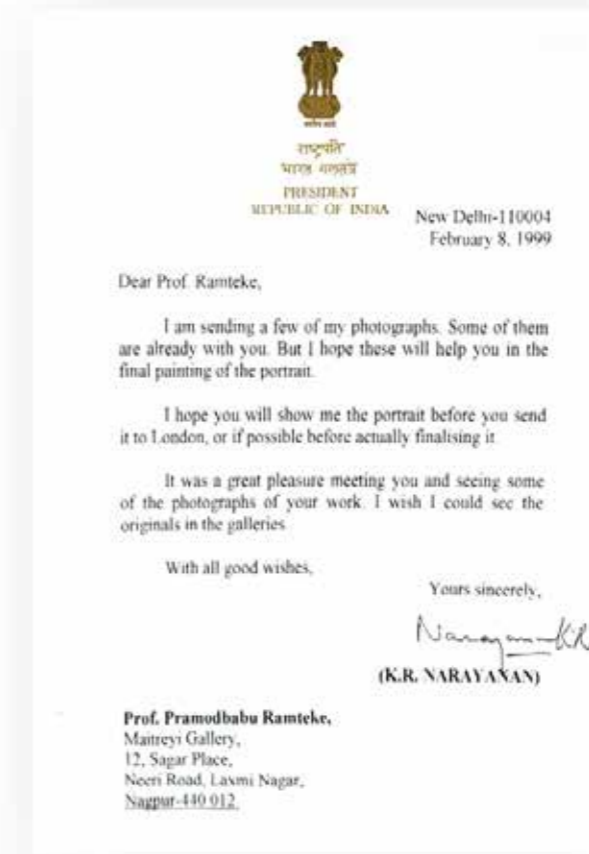 राष्ट्रपति
भारत गणतंत्र
PRESIDENT
REPUBLIC OF INDIA
New Delhi-110004
February 8, 1999
Dear Prof. Ramteke,
I am sending a few of my photographs. Some of them
are already with you. But I hope these will help you in the
final painting of the portrait.
I hope you will show me the portrait before you send
it to London, or if possible before actually finalising it.
It was a great pleasure meeting you and seeing some
of the photographs of your work. I wish I could see the
originals in the galleries.
With all good wishes,
Yours sincerely,
Narayanan K.R
(K.R. NARAYANAN)
Prof. Pramodbabu Ramteke,
Maitreyi Gallery,
12, Sagar Place,
Neeri Road, Laxmi Nagar,
Nagpur-440 012.